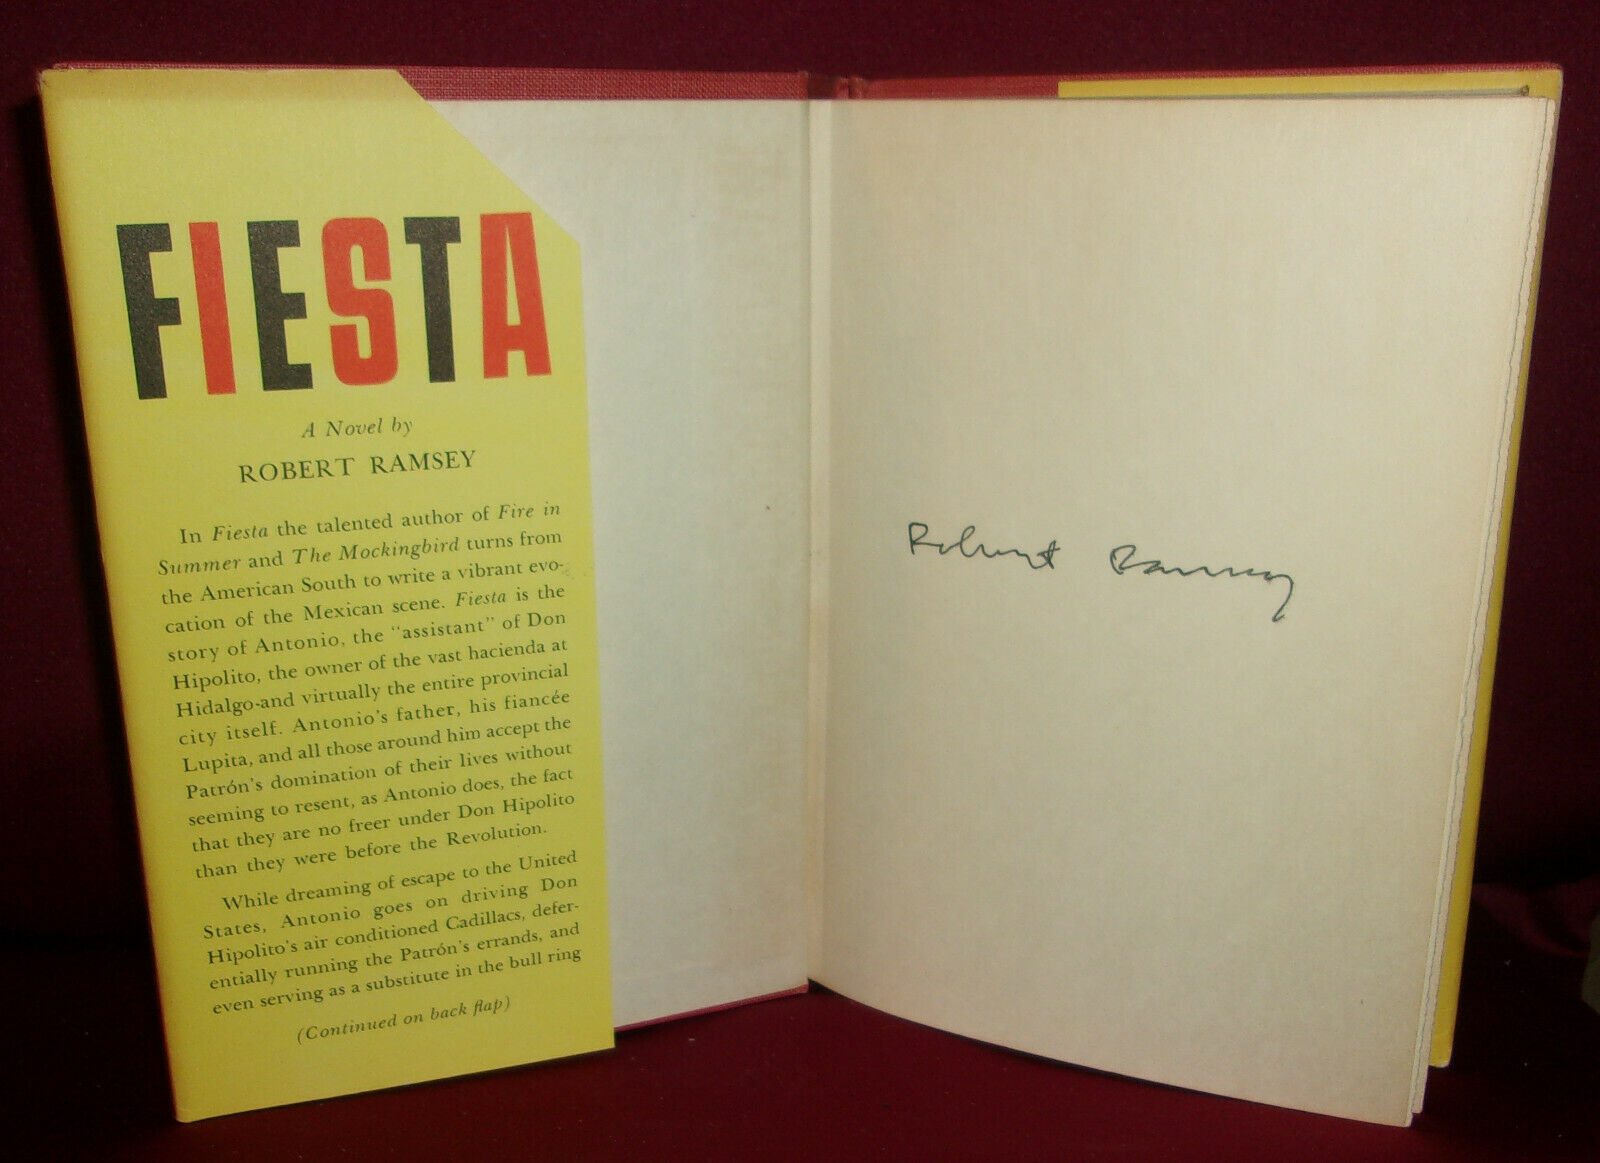 FIESTA
A Novel by
ROBERT RAMSEY
In Fiesta the talented author of Fire in
Summer and The Mockingbird turns from
the American South to write a vibrant evo-
cation of the Mexican scene. Fiesta is the
story of Antonio, the "assistant" of Don
Hipolito, the owner of the vast hacienda at
Hidalgo-and virtually the entire provincial
city itself. Antonio's father, his fiancée
Lupita, and all those around him accept the
Patrón's domination of their lives without
seeming to resent, as Antonio does, the fact
that they are no freer under Don Hipolito
than they were before the Revolution.
While dreaming of escape to the United
States, Antonio goes on driving Don
Hipolito's air conditioned Cadillacs, defer-
entially running the Patrón's errands, and
even serving as a substitute in the bull ring
(Continued on back flap)
Robert Ramsey